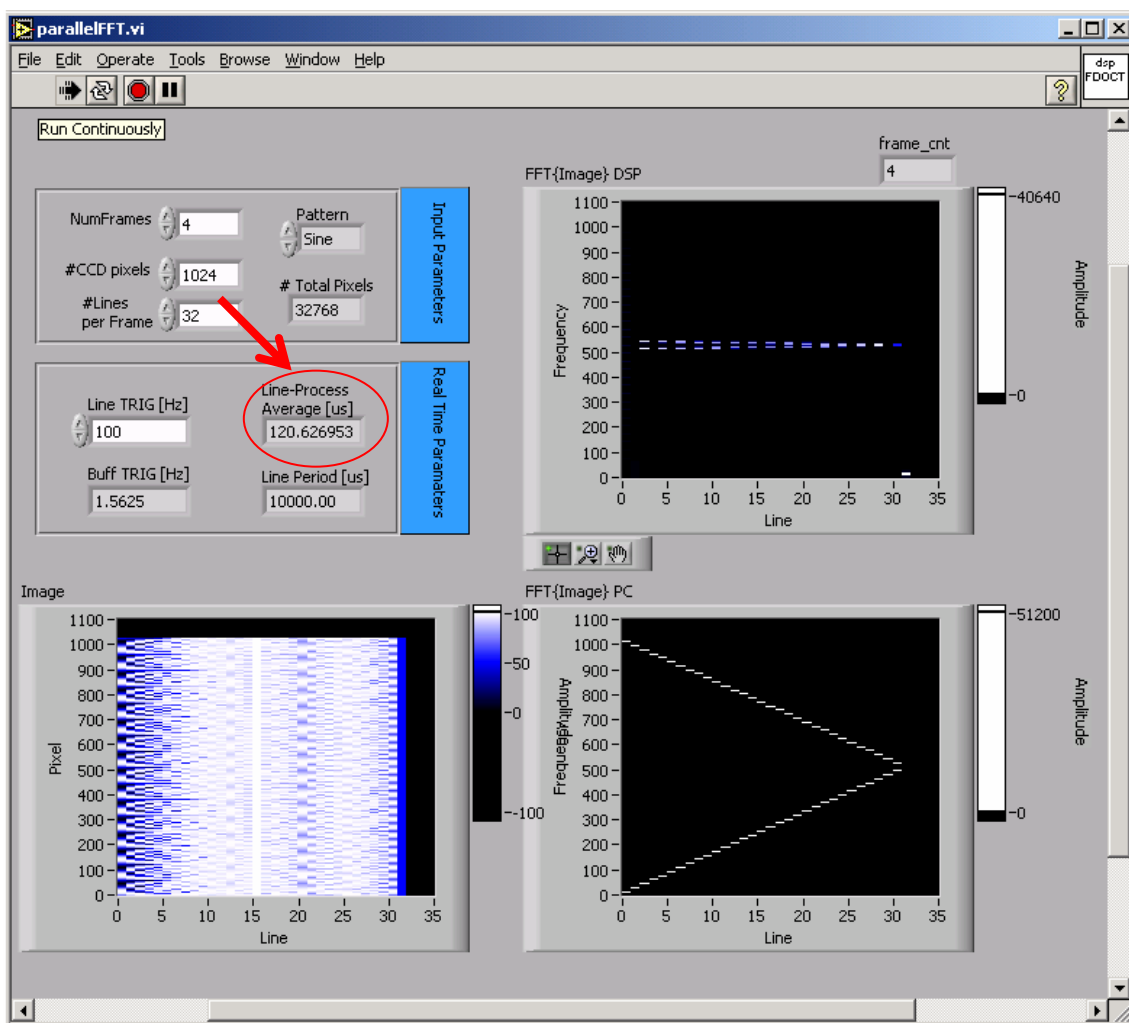 parallelFFT.vi
File Edit Operate Tools Browse Window Help
dsp
FDOCT
Run Continuously
NumFrames
4
Pattern
Sine
#CCD pixels
1024
# Total Pixels
32768
#Lines
per Frame
32
Input Parameters
Line TRIG [Hz]
100
Line-Process
Average [us]
120.626953
Buff TRIG [Hz]
1.5625
Line Period [us]
10000.00
Real Time Paramaters
frame_cnt
4
FFT{Image} DSP
1100
1000
900
800
700
600
500
400
300
200
100
0
Frequency
0 5 10 15 20 25 30 35
Line
40640
0
Amplitude
Image
1100
1000
900
800
700
600
500
400
300
200
100
0
Pixel
0 5 10 15 20 25 30 35
Line
100
50
0
-100
Amplitude
FFT{Image} PC
1100
1000
900
800
700
600
500
400
300
200
100
0
Frequency
0 5 10 15 20 25 30 35
Line
51200
0
Amplitude